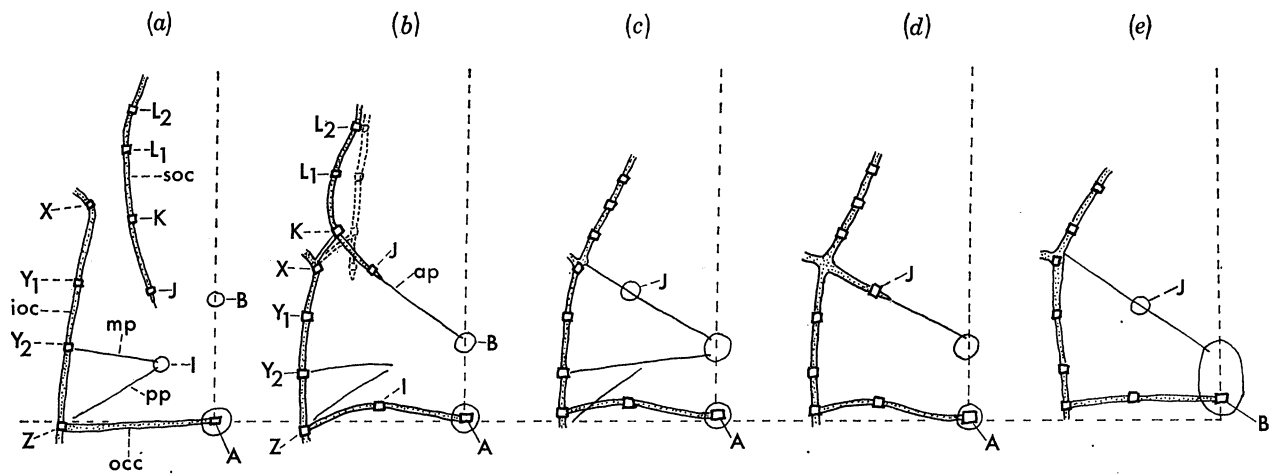 (a) (b) (c) (d) (e)
L2
L1
soc
X
K
Y1
J
ioc
B
mp
Y2
I
pp
Z
A
occ
L2
L1
K
J
X
ap
Y1
B
Y2
I
Z
A
J
A
J
A
J
B